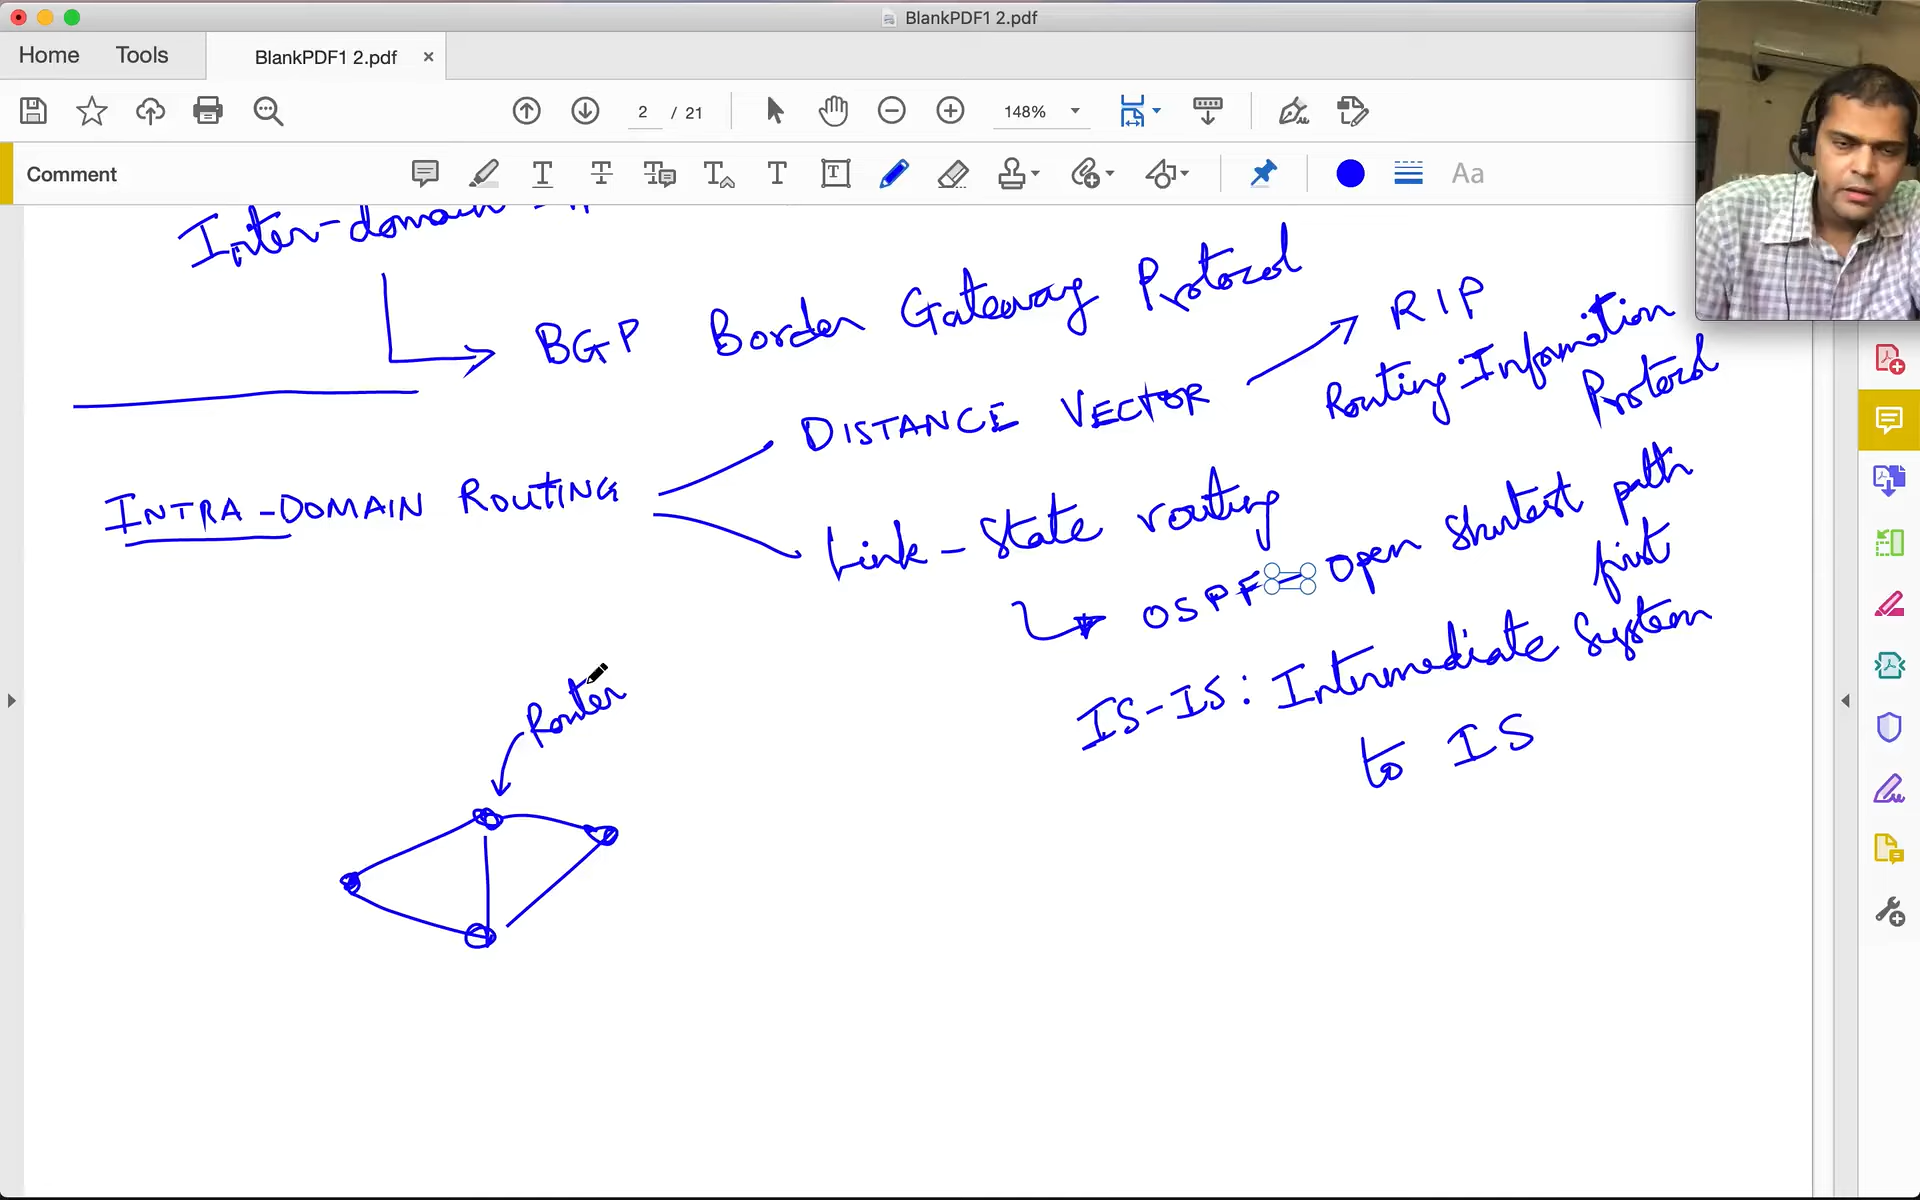 BlankPDF1 2.pdf
Home Tools BlankPDF1 2.pdf ×
2 / 21 148%
Comment Aa
Inter-domain
BGP Border Gateway Protocol
DISTANCE VECTOR RIP
Routing Information
Protocol
INTRA-DOMAIN ROUTING
Link-State routing
OSPF Open Shortest path
first
IS-IS: Intermediate System
to IS
Router